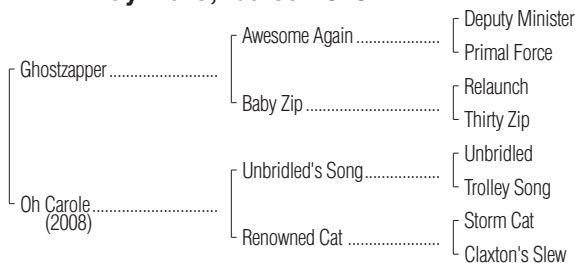 Deputy Minister
Awesome Again ....................
Primal Force
Ghostzapper ..........................
Relaunch
Baby Zip ................................
Thirty Zip
Unbridled
Unbridled's Song..................
Trolley Song
Oh Carole..............................
(2008)
Storm Cat
Renowned Cat ......................
Claxton's Slew